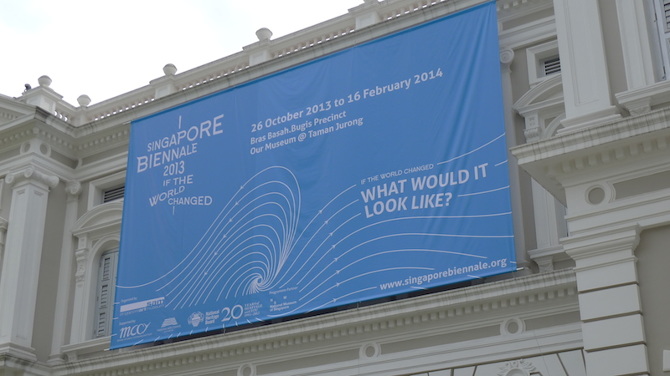 SINGAPORE
BIENNALE
2013
IF THE
WORLD
CHANGED
26 October 2013 to 16 February 2014
Bras Basah.Bugis Precinct
Our Museum @ Taman Jurong
IF THE WORLD CHANGED
WHAT WOULD IT
LOOK LIKE?
www.singaporebiennale.org
20